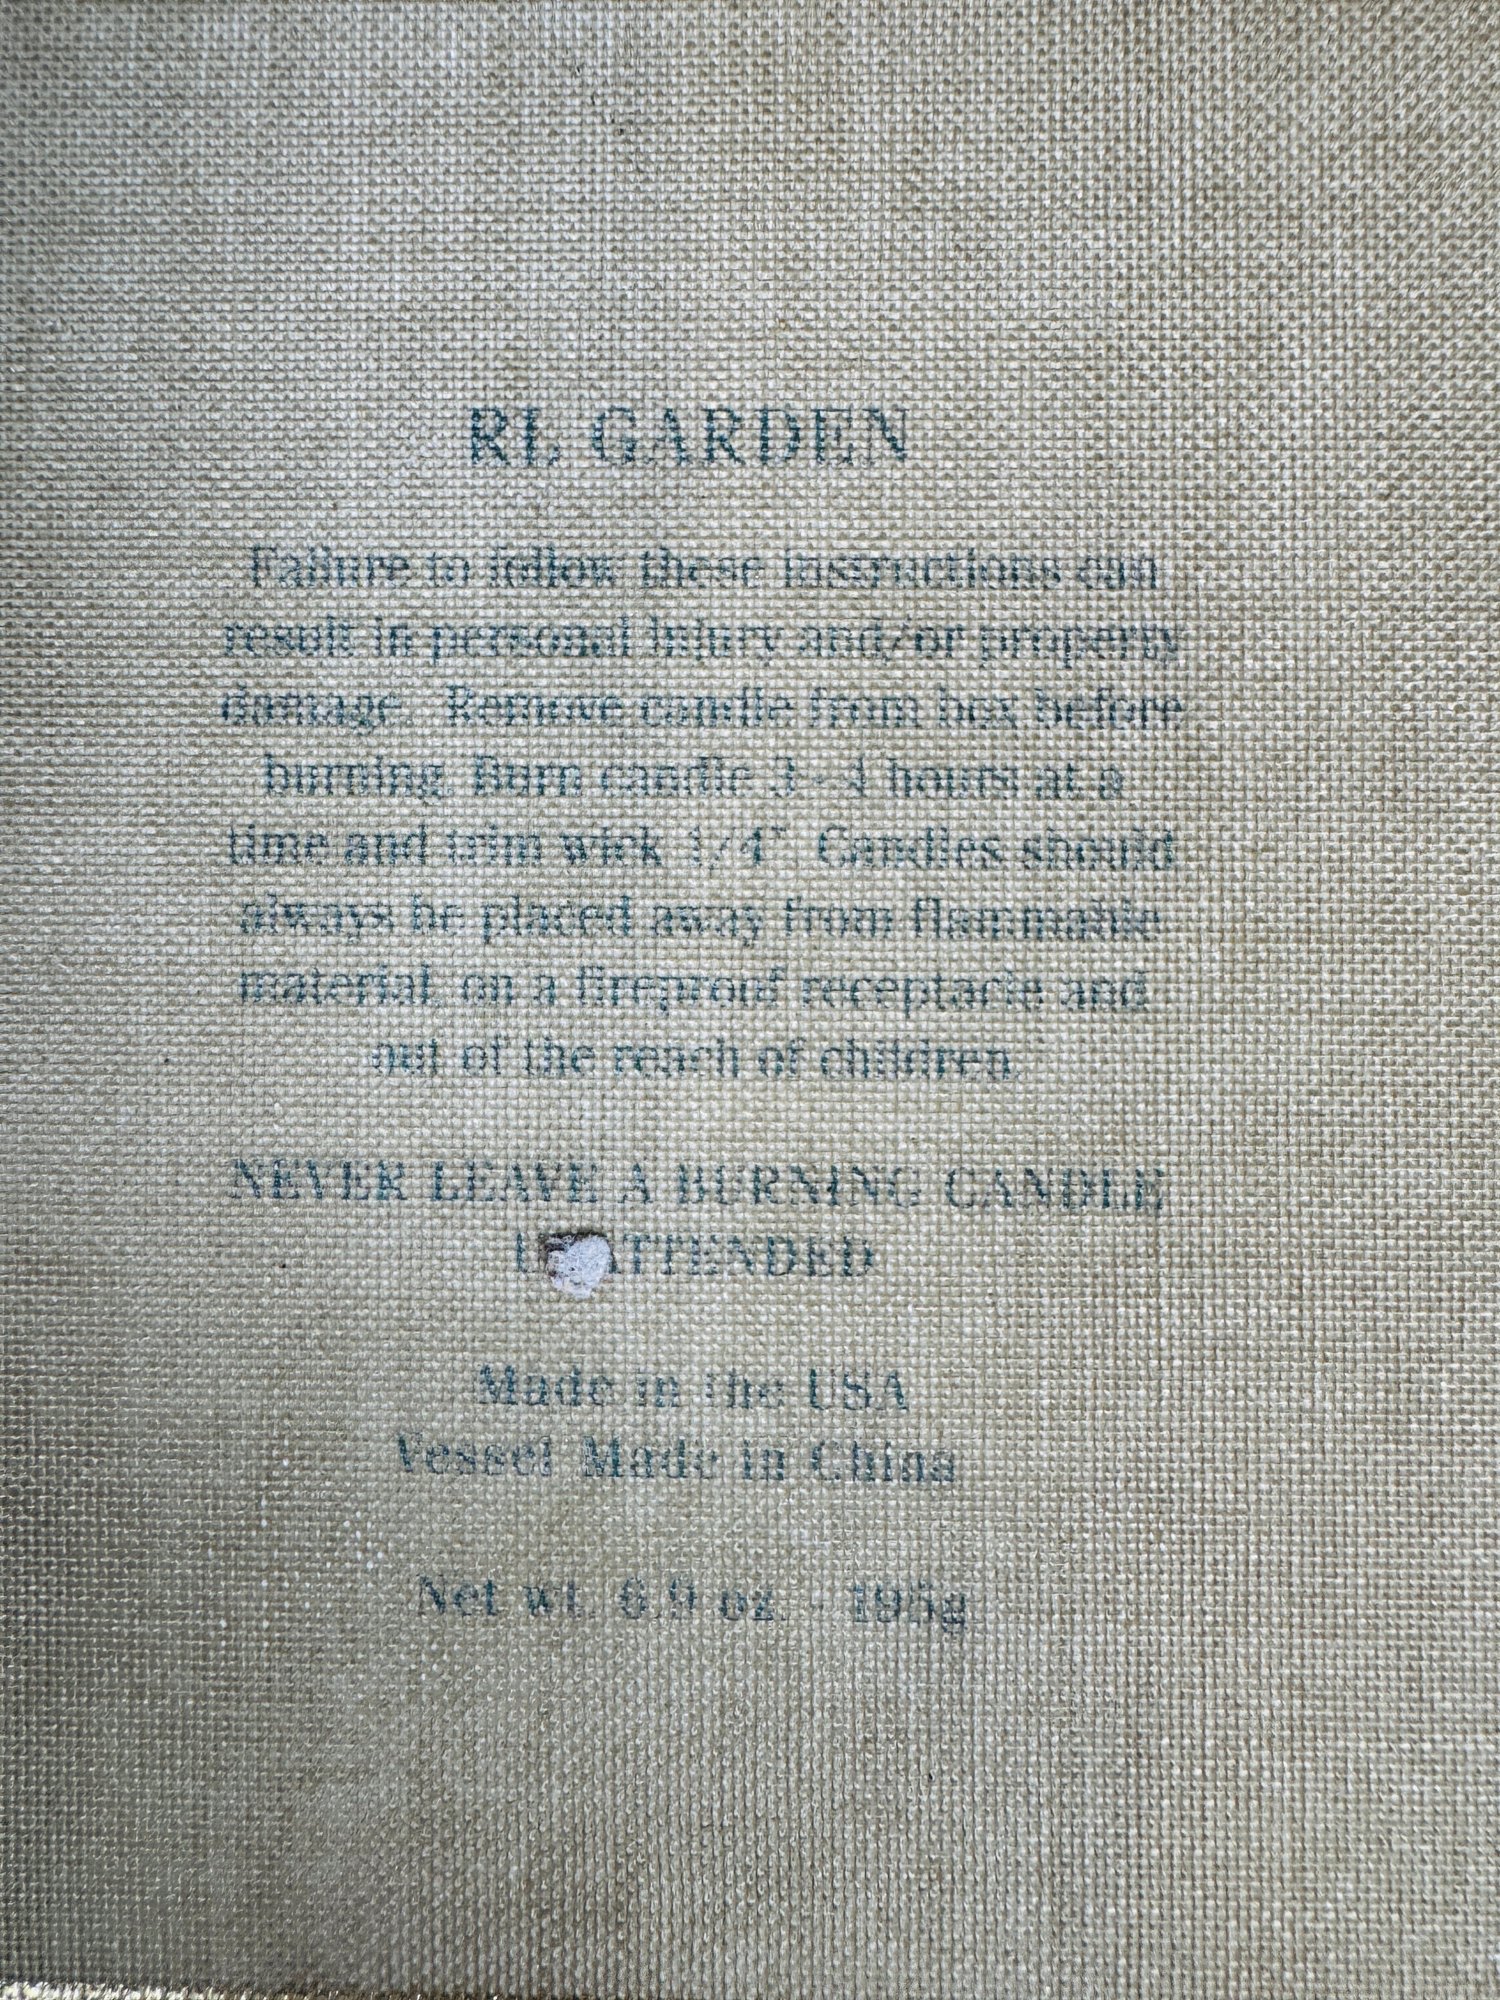 RL GARDEN
Failure to follow these instructions can
result in personal injury and/or property
damage. Remove candle from box before
burning. Burn candle 3 - 4 hours at a
time and trim wick 1/4". Candles should
always be placed away from flammable
material, on a fireproof receptacle and
out of the reach of children.
NEVER LEAVE A BURNING CANDLE
Made in the USA
Vessel Made in China
Net wt. 6.9 oz. - 195g